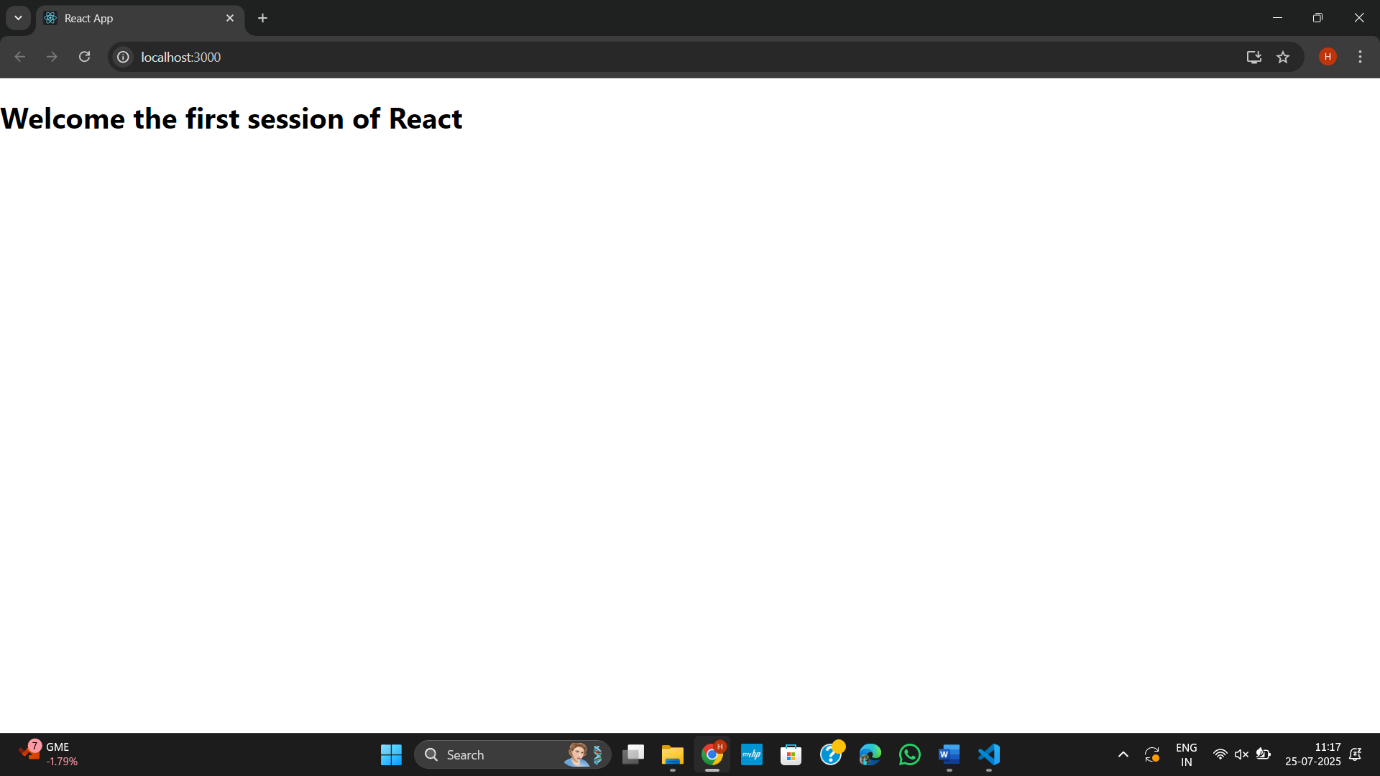 React App
localhost:3000
H
Welcome the first session of React
7
GME
-1.79%
Search
H
myhp
W
ENG
IN
11:17
25-07-2025